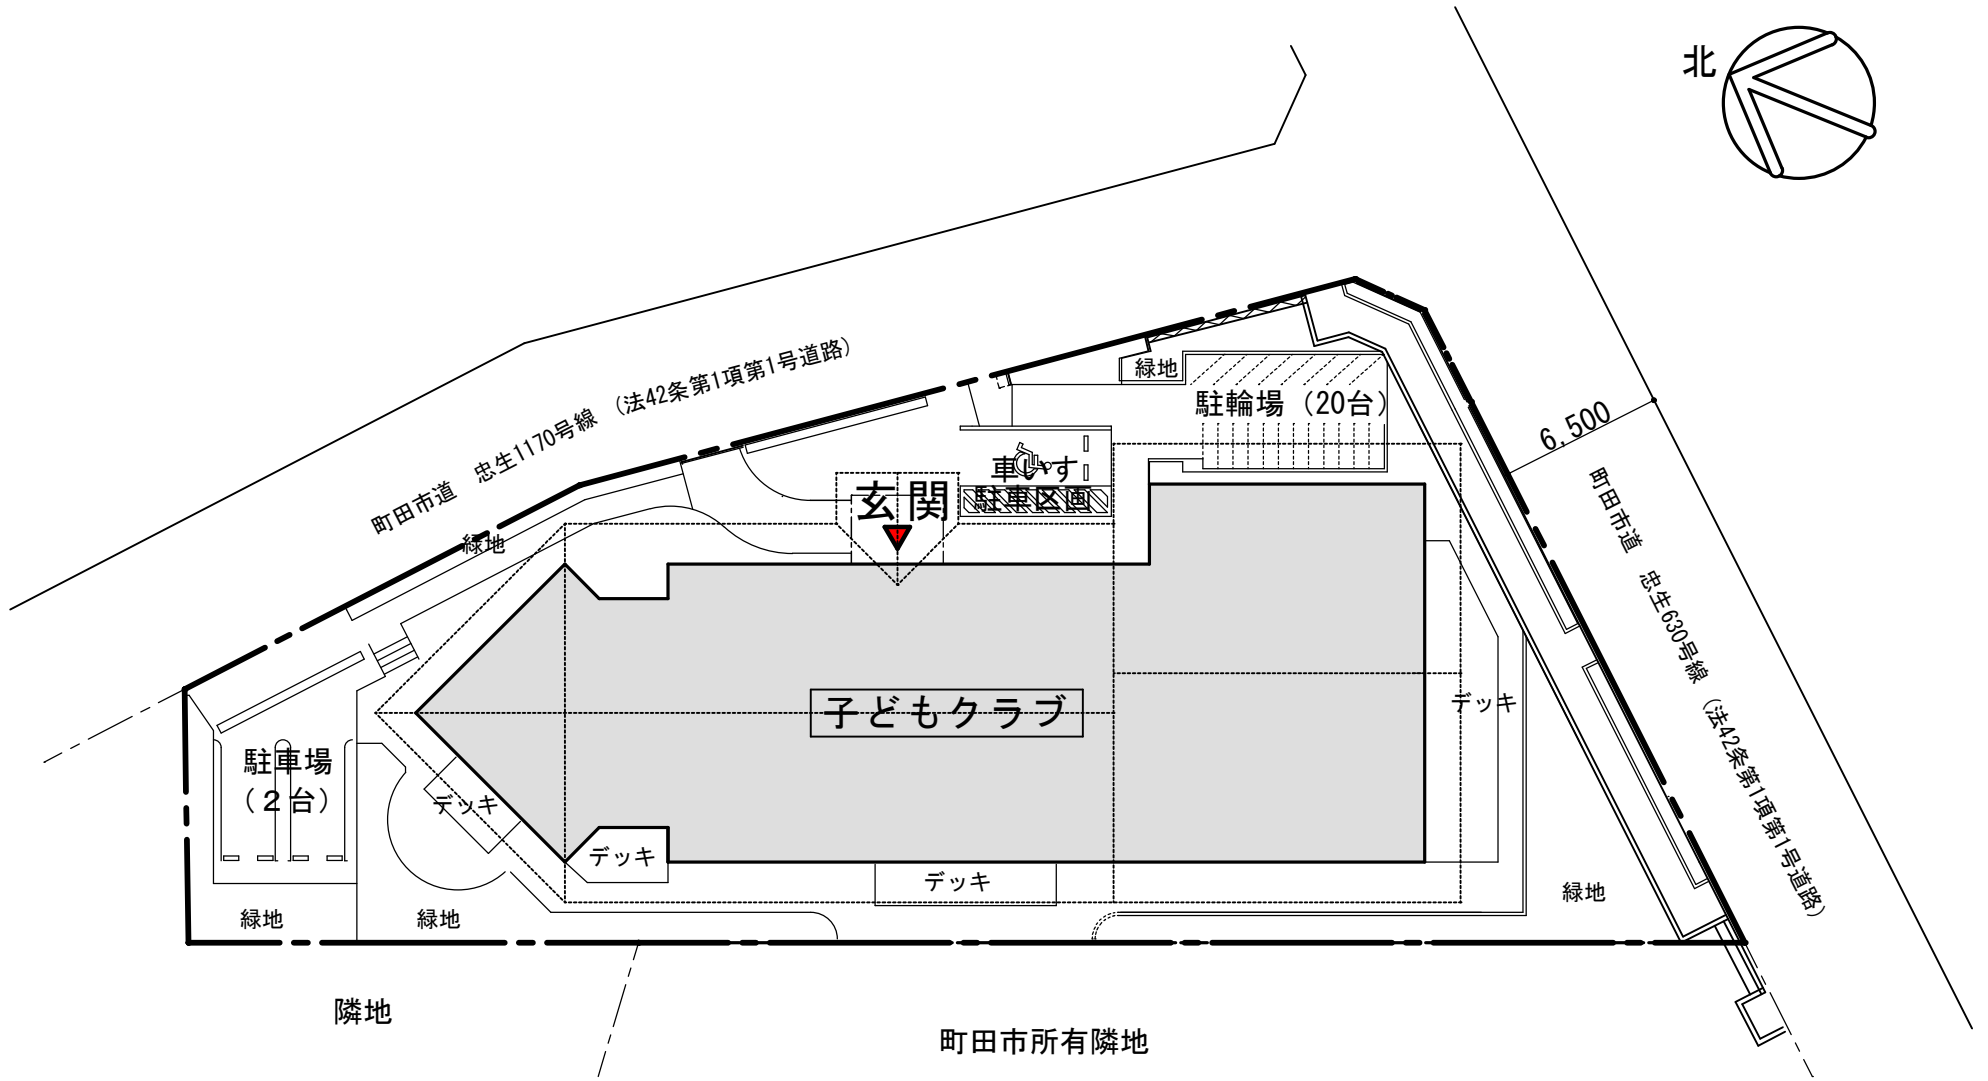 北
町田市道　忠生1170号線　（法42条第1項第1号道路）
緑地
駐輪場（20台）
6,500
車いす
駐車区画
玄関
緑地
町田市道　忠生630号線　（法42条第1項第1号道路）
子どもクラブ
デッキ
駐車場
（２台）
デッキ
デッキ
デッキ
緑地
緑地
緑地
隣地
町田市所有隣地